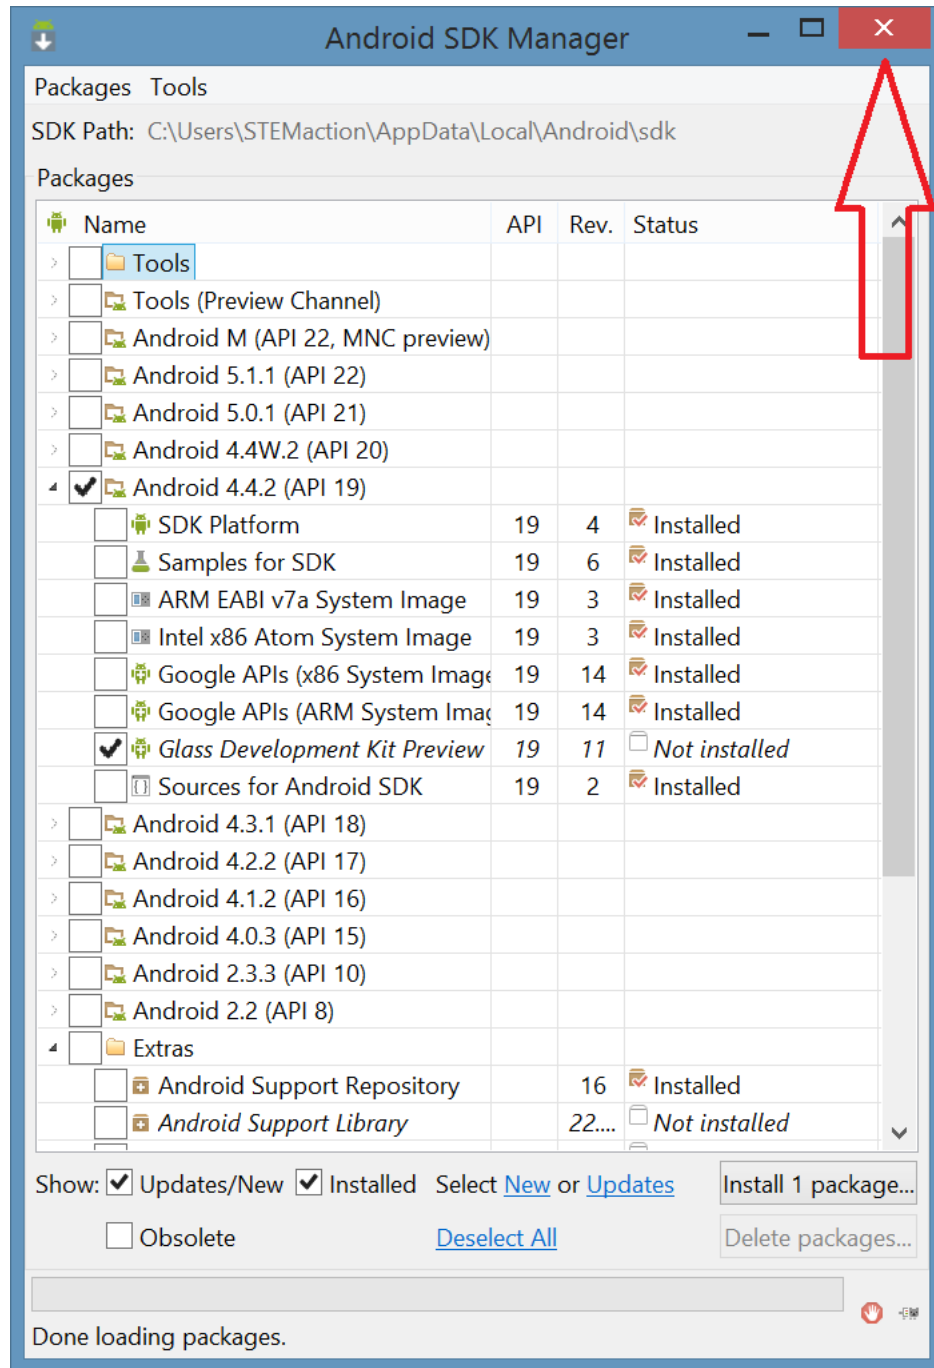 Android SDK Manager
Packages Tools
SDK Path: C:\Users\STEMaction\AppData\Local\Android\sdk
Packages
Name API Rev. Status
Tools
Tools (Preview Channel)
Android M (API 22, MNC preview)
Android 5.1.1 (API 22)
Android 5.0.1 (API 21)
Android 4.4W.2 (API 20)
Android 4.4.2 (API 19)
SDK Platform 19 4 Installed
Samples for SDK 19 6 Installed
ARM EABI v7a System Image 19 3 Installed
Intel x86 Atom System Image 19 3 Installed
Google APIs (x86 System Image 19 14 Installed
Google APIs (ARM System Imag 19 14 Installed
Glass Development Kit Preview 19 11 Not installed
Sources for Android SDK 19 2 Installed
Android 4.3.1 (API 18)
Android 4.2.2 (API 17)
Android 4.1.2 (API 16)
Android 4.0.3 (API 15)
Android 2.3.3 (API 10)
Android 2.2 (API 8)
Extras
Android Support Repository 16 Installed
Android Support Library 22.... Not installed
Show: Updates/New Installed Select New or Updates Install 1 package...
Obsolete Deselect All Delete packages...
Done loading packages.